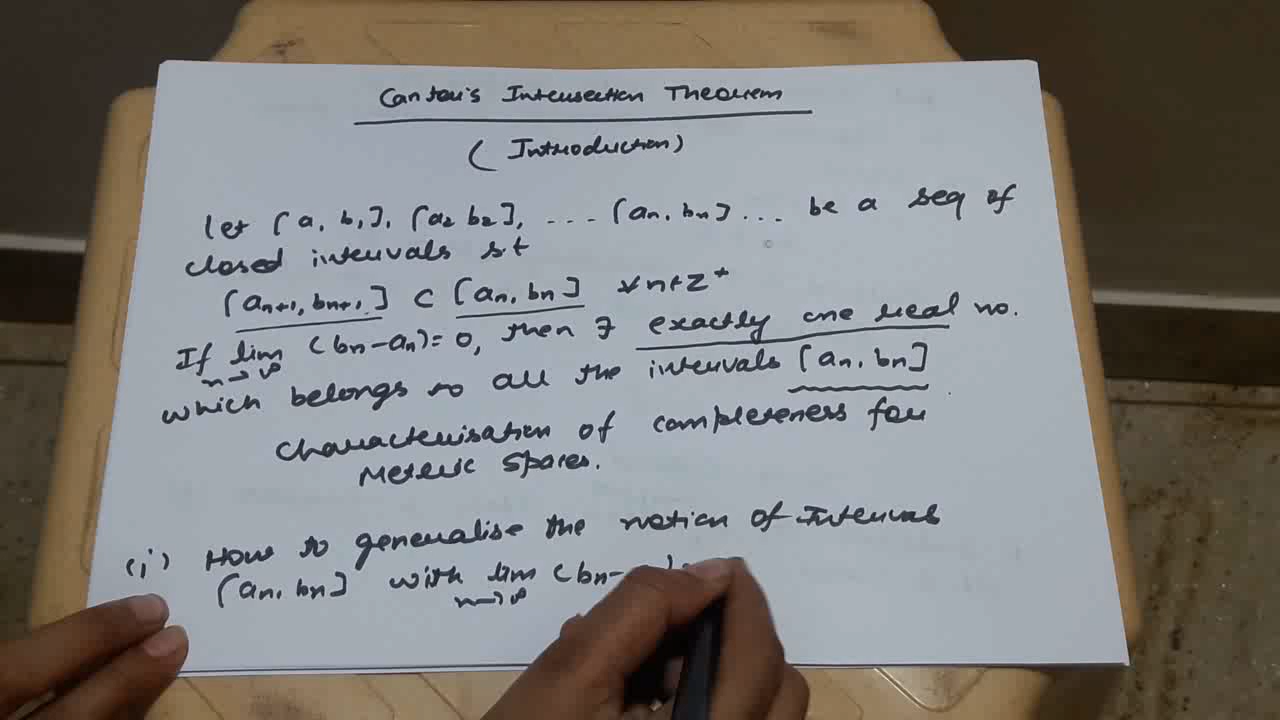 Cantor's Intersection Theorem
(Introduction)
let [a, b,], [a2 b2], ---- [an, bn] ... be a seq of
closed intervals st
[an+1, bn+1,] ⊂ [an, bn] ∀ n ∈ Z+
If lim n→∞ (bn-an)=0, then ∃ exactly one real no.
which belongs to all the intervals [an, bn]
Characterisation of completeness for
Metric Spaces.
(i) How to generalise the notion of Intervals
[an, bn] with lim n→∞ (bn-